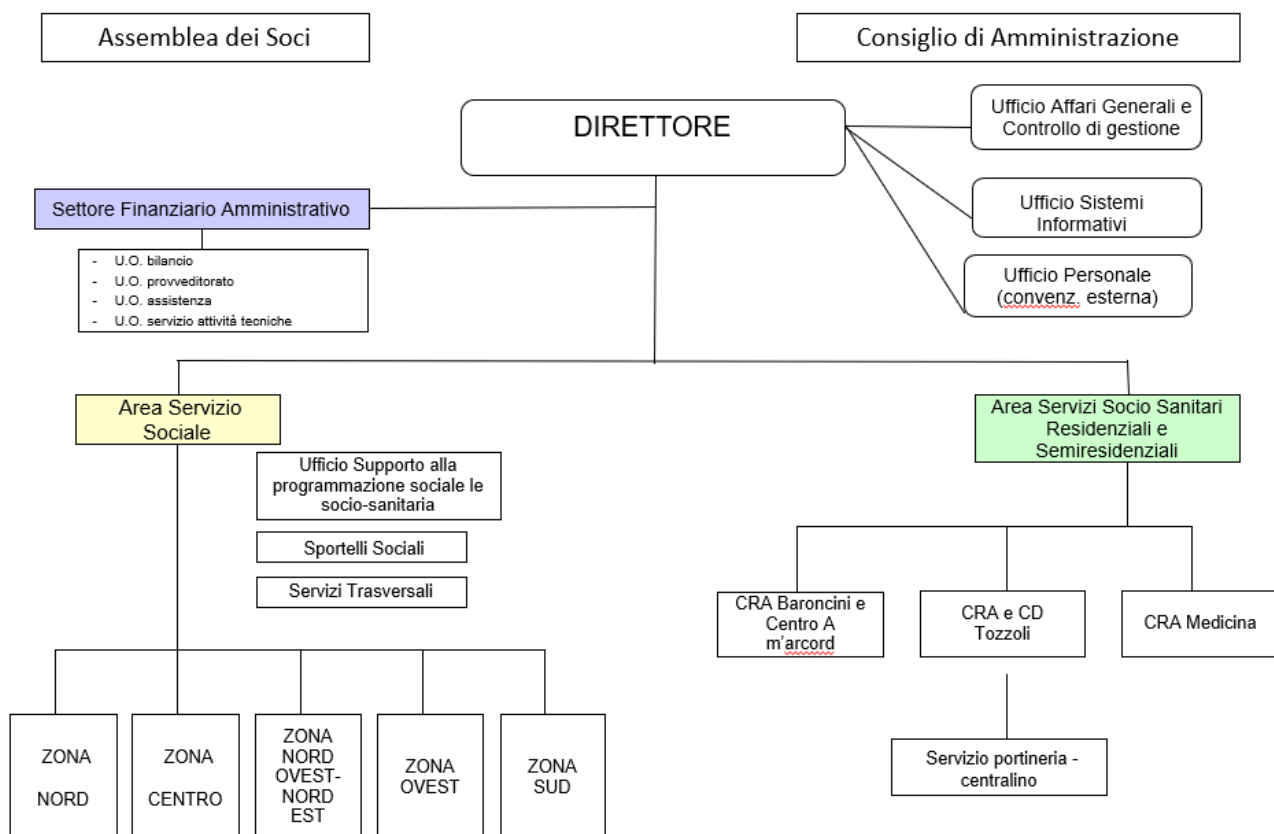 Assemblea dei Soci
Consiglio di Amministrazione
DIRETTORE
Ufficio Affari Generali e
Controllo di gestione
Ufficio Sistemi
Informativi
Ufficio Personale
(convenz. esterna)
Settore Finanziario Amministrativo
- U.O. bilancio
- U.O. provveditorato
- U.O. assistenza
- U.O. servizio attività tecniche
Area Servizio
Sociale
Ufficio Supporto alla
programmazione sociale le
socio-sanitaria
Sportelli Sociali
Servizi Trasversali
ZONA
NORD
ZONA
CENTRO
ZONA
NORD
OVEST-
NORD
EST
ZONA
OVEST
ZONA
SUD
Area Servizi Socio Sanitari
Residenziali e
Semiresidenziali
CRA Baroncini e
Centro A
m'arcord
CRA e CD
Tozzoli
CRA Medicina
Servizio portineria -
centralino